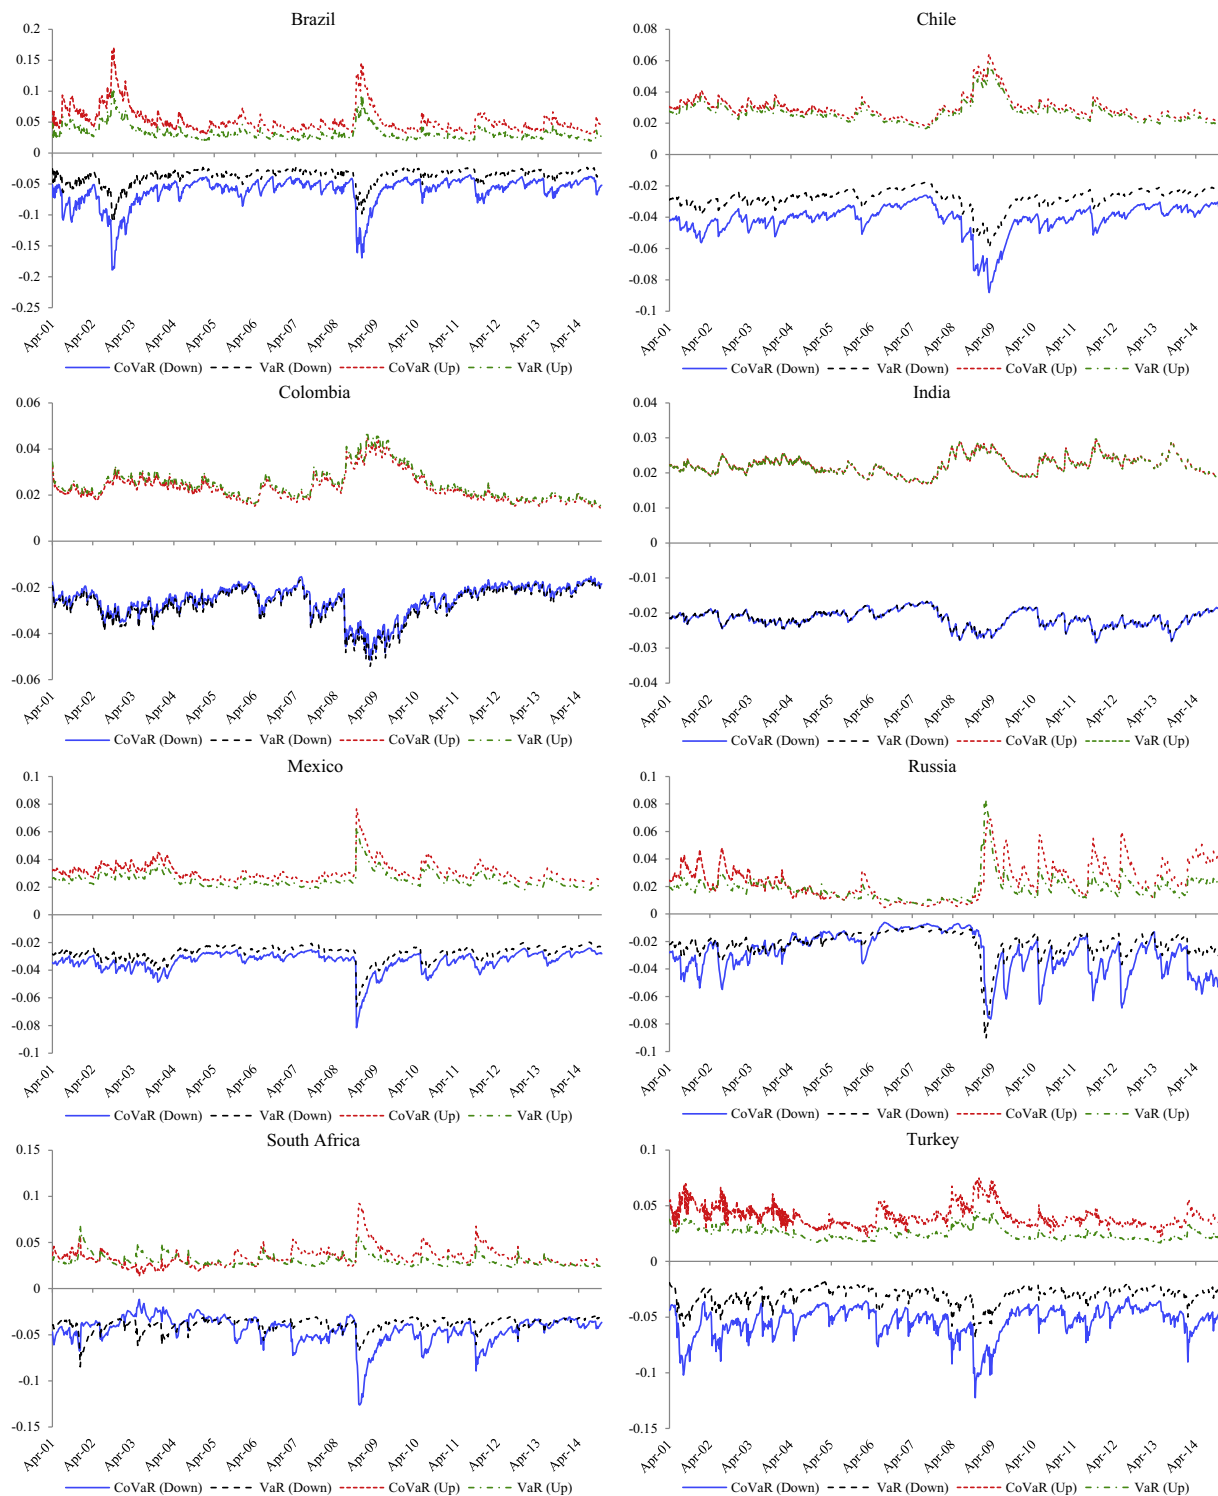 Brazil
0.2
0.15
0.1
0.05
0
-0.05
-0.1
-0.15
-0.2
-0.25
Apr-01 Apr-02 Apr-03 Apr-04 Apr-05 Apr-06 Apr-07 Apr-08 Apr-09 Apr-10 Apr-11 Apr-12 Apr-13 Apr-14
CoVaR (Down) VaR (Down) CoVaR (Up) VaR (Up)
Chile
0.08
0.06
0.04
0.02
0
-0.02
-0.04
-0.06
-0.08
-0.1
Apr-01 Apr-02 Apr-03 Apr-04 Apr-05 Apr-06 Apr-07 Apr-08 Apr-09 Apr-10 Apr-11 Apr-12 Apr-13 Apr-14
CoVaR (Down) VaR (Down) CoVaR (Up) VaR (Up)
Colombia
0.06
0.04
0.02
0
-0.02
-0.04
-0.06
Apr-01 Apr-02 Apr-03 Apr-04 Apr-05 Apr-06 Apr-07 Apr-08 Apr-09 Apr-10 Apr-11 Apr-12 Apr-13 Apr-14
CoVaR (Down) VaR (Down) CoVaR (Up) VaR (Up)
India
0.04
0.03
0.02
0.01
0
-0.01
-0.02
-0.03
-0.04
Apr-01 Apr-02 Apr-03 Apr-04 Apr-05 Apr-06 Apr-07 Apr-08 Apr-09 Apr-10 Apr-11 Apr-12 Apr-13 Apr-14
CoVaR (Down) VaR (Down) CoVaR (Up) VaR (Up)
Mexico
0.1
0.08
0.06
0.04
0.02
0
-0.02
-0.04
-0.06
-0.08
-0.1
Apr-01 Apr-02 Apr-03 Apr-04 Apr-05 Apr-06 Apr-07 Apr-08 Apr-09 Apr-10 Apr-11 Apr-12 Apr-13 Apr-14
CoVaR (Down) VaR (Down) CoVaR (Up) VaR (Up)
Russia
0.1
0.08
0.06
0.04
0.02
0
-0.02
-0.04
-0.06
-0.08
-0.1
Apr-01 Apr-02 Apr-03 Apr-04 Apr-05 Apr-06 Apr-07 Apr-08 Apr-09 Apr-10 Apr-11 Apr-12 Apr-13 Apr-14
CoVaR (Down) VaR (Down) CoVaR (Up) VaR (Up)
South Africa
0.15
0.1
0.05
0
-0.05
-0.1
-0.15
Apr-01 Apr-02 Apr-03 Apr-04 Apr-05 Apr-06 Apr-07 Apr-08 Apr-09 Apr-10 Apr-11 Apr-12 Apr-13 Apr-14
CoVaR (Down) VaR (Down) CoVaR (Up) VaR (Up)
Turkey
0.1
0.05
0
-0.05
-0.1
-0.15
Apr-01 Apr-02 Apr-03 Apr-04 Apr-05 Apr-06 Apr-07 Apr-08 Apr-09 Apr-10 Apr-11 Apr-12 Apr-13 Apr-14
CoVaR (Down) VaR (Down) CoVaR (Up) VaR (Up)